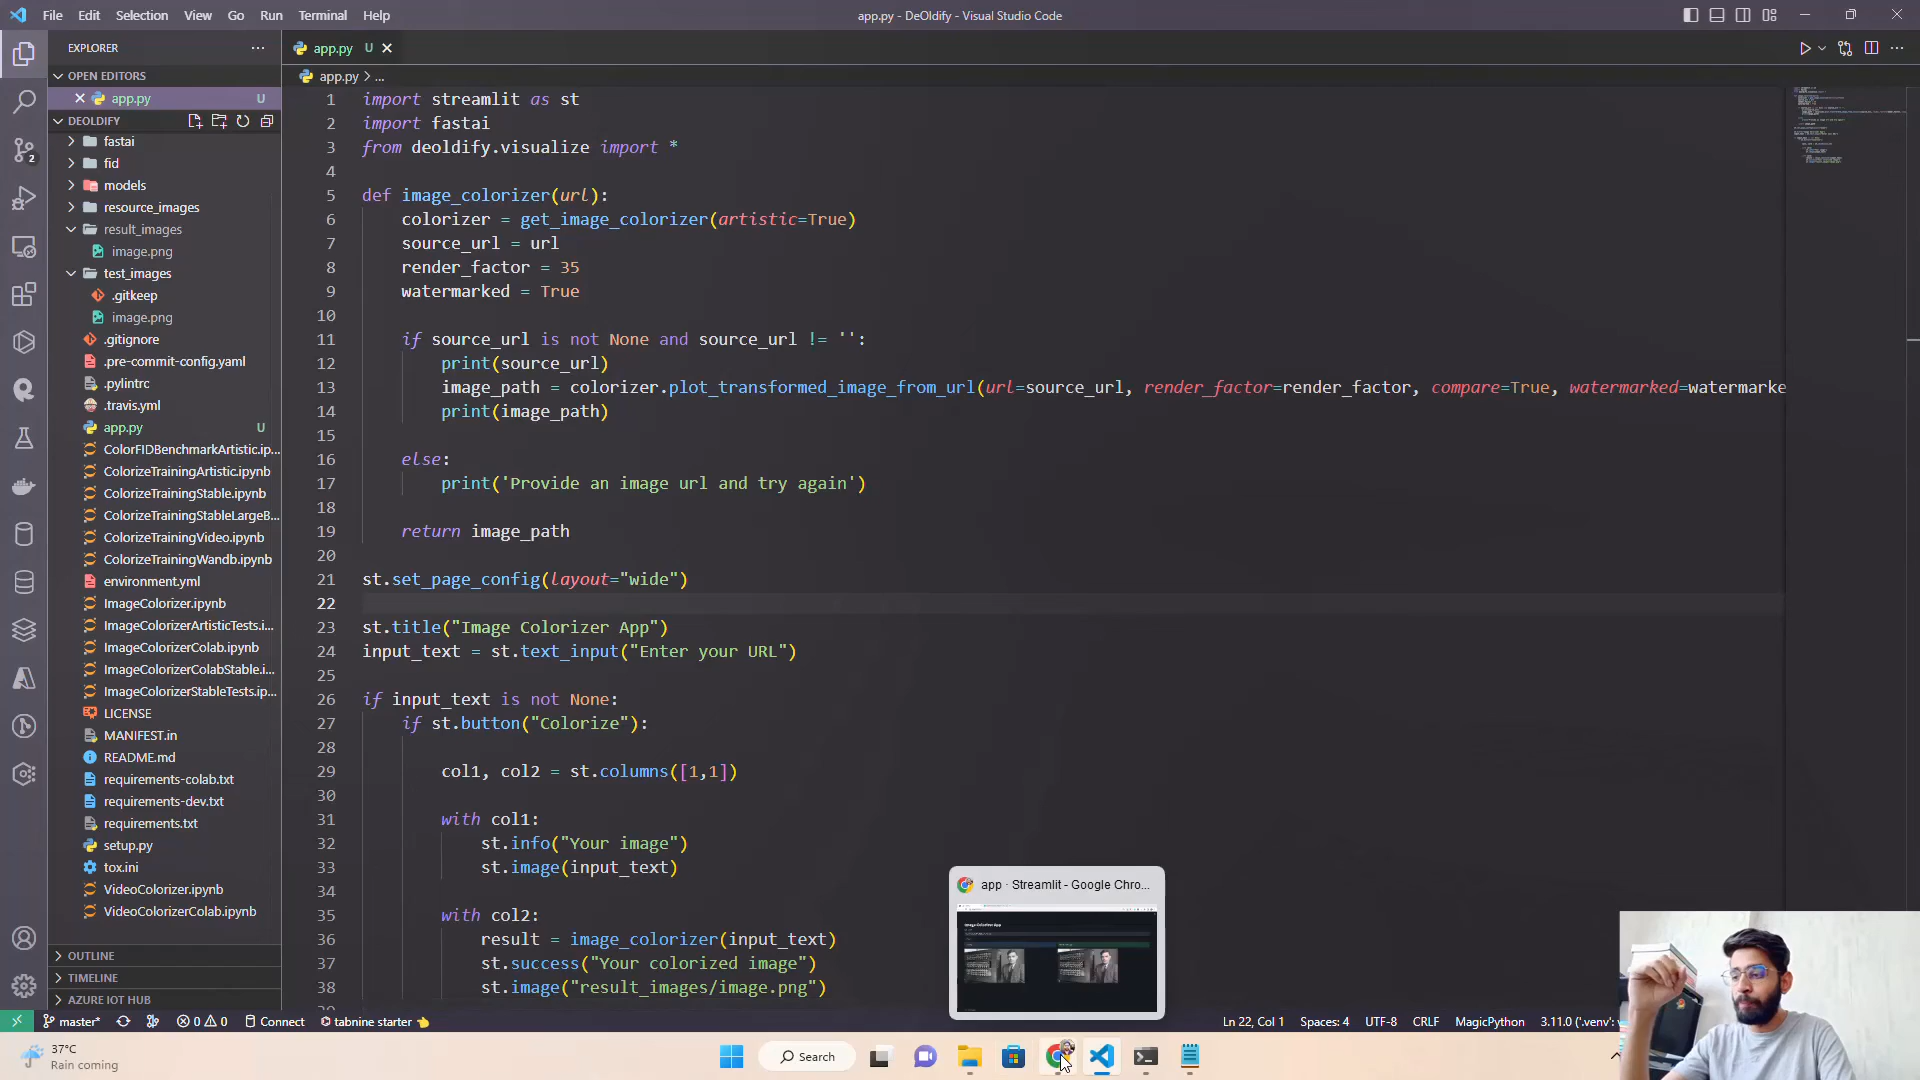 File Edit Selection View Go Run Terminal Help
app.py - DeOldify - Visual Studio Code
EXPLORER
OPEN EDITORS
app.py U
DEOLDIFY
fastai
fid
models
resource_images
result_images
image.png
test_images
.gitkeep
image.png
.gitignore
.pre-commit-config.yaml
.pylintrc
.travis.yml
app.py U
ColorFIDBenchmarkArtistic.ip...
ColorizeTrainingArtistic.ipynb
ColorizeTrainingStable.ipynb
ColorizeTrainingStableLargeB...
ColorizeTrainingVideo.ipynb
ColorizeTrainingWandb.ipynb
environment.yml
ImageColorizer.ipynb
ImageColorizerArtisticTests.i...
ImageColorizerColab.ipynb
ImageColorizerColabStable.i...
ImageColorizerStableTests.ip...
LICENSE
MANIFEST.in
README.md
requirements-colab.txt
requirements-dev.txt
requirements.txt
setup.py
tox.ini
VideoColorizer.ipynb
VideoColorizerColab.ipynb
OUTLINE
TIMELINE
AZURE IOT HUB
2
app.py U
app.py > ...
1 import streamlit as st
2 import fastai
3 from deoldify.visualize import *
4
5 def image_colorizer(url):
6 colorizer = get_image_colorizer(artistic=True)
7 source_url = url
8 render_factor = 35
9 watermarked = True
10
11 if source_url is not None and source_url != '':
12 print(source_url)
13 image_path = colorizer.plot_transformed_image_from_url(url=source_url, render_factor=render_factor, compare=True, watermarked=watermarke
14 print(image_path)
15
16 else:
17 print('Provide an image url and try again')
18
19 return image_path
20
21 st.set_page_config(layout="wide")
22
23 st.title("Image Colorizer App")
24 input_text = st.text_input("Enter your URL")
25
26 if input_text is not None:
27 if st.button("Colorize"):
28
29 col1, col2 = st.columns([1,1])
30
31 with col1:
32 st.info("Your image")
33 st.image(input_text)
34
35 with col2:
36 result = image_colorizer(input_text)
37 st.success("Your colorized image")
38 st.image("result_images/image.png")
app · Streamlit - Google Chro...
Image Colorizer App
master* 0 0 Connect tabnine starter
Ln 22, Col 1 Spaces: 4 UTF-8 CRLF MagicPython 3.11.0 ('.venv':
37°C
Rain coming
Search